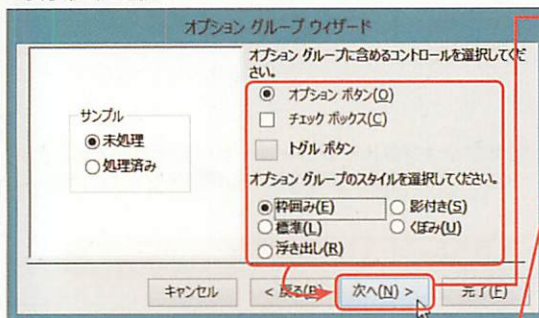 オプション グループ ウィザード
オプション グループに含めるコントロールを選択してくだ
さい。
オプション ボタン(O)
チェック ボックス(C)
トグル ボタン
サンプル
未処理
処理済み
オプション グループのスタイルを選択してください。
枠囲み(E) 影付き(S)
標準(L) くぼみ(U)
浮き出し(R)
キャンセル < 戻る(B) 次へ(N) > 完了(F)